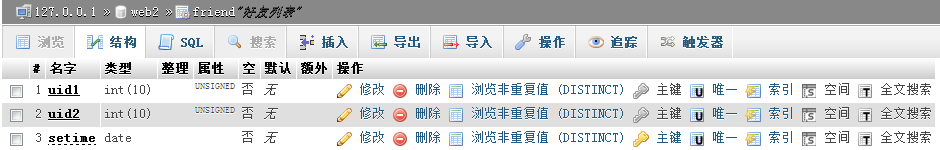 127.0.0.1 » web2 » friend"好友列表"
浏览 结构 SQL 搜索 插入 导出 导入 操作 追踪 触发器
# 名字 类型 整理 属性 空 默认 额外 操作
1 uid1 int(10) UNSIGNED 否 无 修改 删除 浏览非重复值 (DISTINCT) 主键 U 唯一 索引 S 空间 T 全文搜索
2 uid2 int(10) UNSIGNED 否 无 修改 删除 浏览非重复值 (DISTINCT) 主键 U 唯一 索引 S 空间 T 全文搜索
3 setime date 否 无 修改 删除 浏览非重复值 (DISTINCT) 主键 U 唯一 索引 S 空间 T 全文搜索